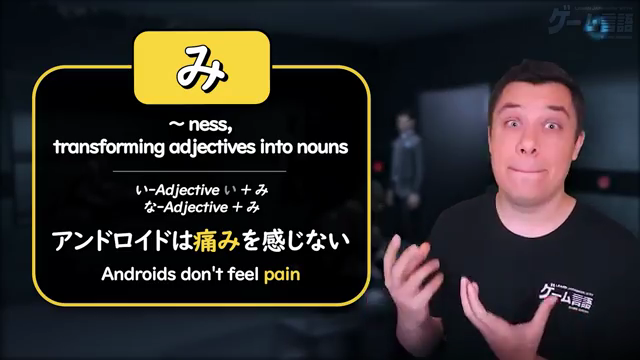 ゲーム言語
み
~ ness,
transforming adjectives into nouns
い-Adjective い + み
な-Adjective + み
アンドロイドは痛みを感じない
Androids don't feel pain
ゲーム言語